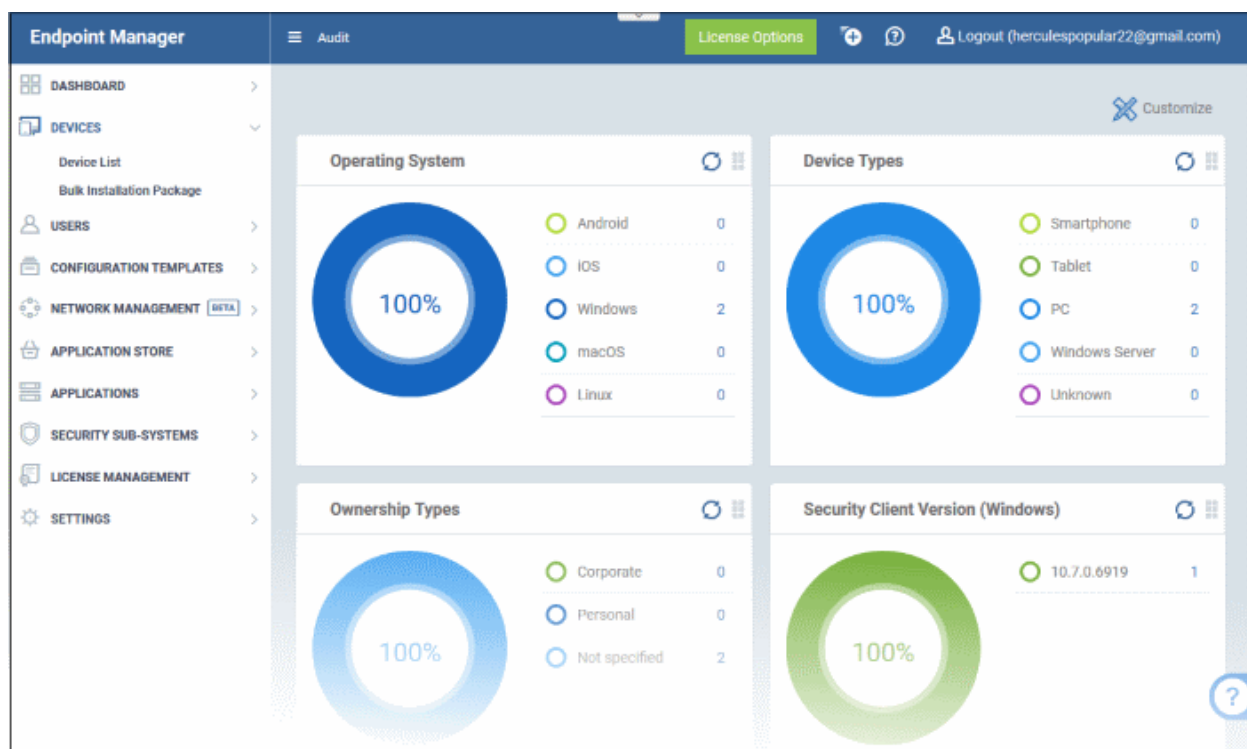 Endpoint Manager
Audit
License Options
Logout (herculespopular22@gmail.com)
DASHBOARD
DEVICES
Device List
Bulk Installation Package
USERS
CONFIGURATION TEMPLATES
NETWORK MANAGEMENT BETA
APPLICATION STORE
APPLICATIONS
SECURITY SUB-SYSTEMS
LICENSE MANAGEMENT
SETTINGS
Customize
Operating System
100%
Android 0
iOS 0
Windows 2
macOS 0
Linux 0
Device Types
100%
Smartphone 0
Tablet 0
PC 2
Windows Server 0
Unknown 0
Ownership Types
100%
Corporate 0
Personal 0
Not specified 2
Security Client Version (Windows)
100%
10.7.0.6919 1
?